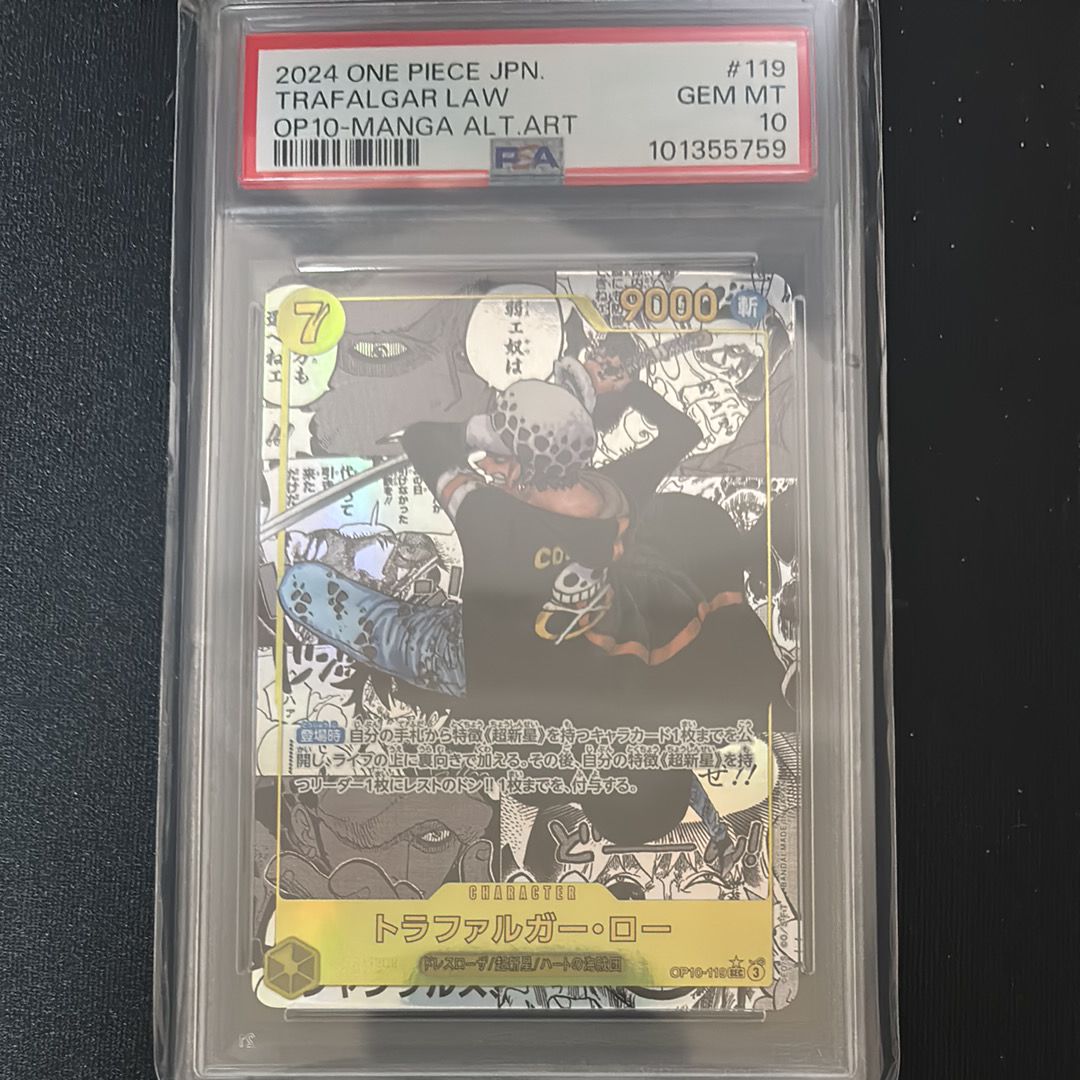 2024 ONE PIECE JPN. #119
TRAFALGAR LAW GEM MT
OP10-MANGA ALT.ART 10
PSA 101355759
7
9000 斬
弱ェ奴は
登場時 自分の手札から特徴《超新星》を持つキャラカード1枚までを公
開し、ライフの上に裏向きで加える。その後、自分の特徴《超新星》を持
つリーダー1枚にレストのドン!!1枚までを、付与する。
せ!!
CHARACTER
トラファルガー・ロー
ドレスローザ/超新星/ハートの海賊団
OP10-119 SEC 3